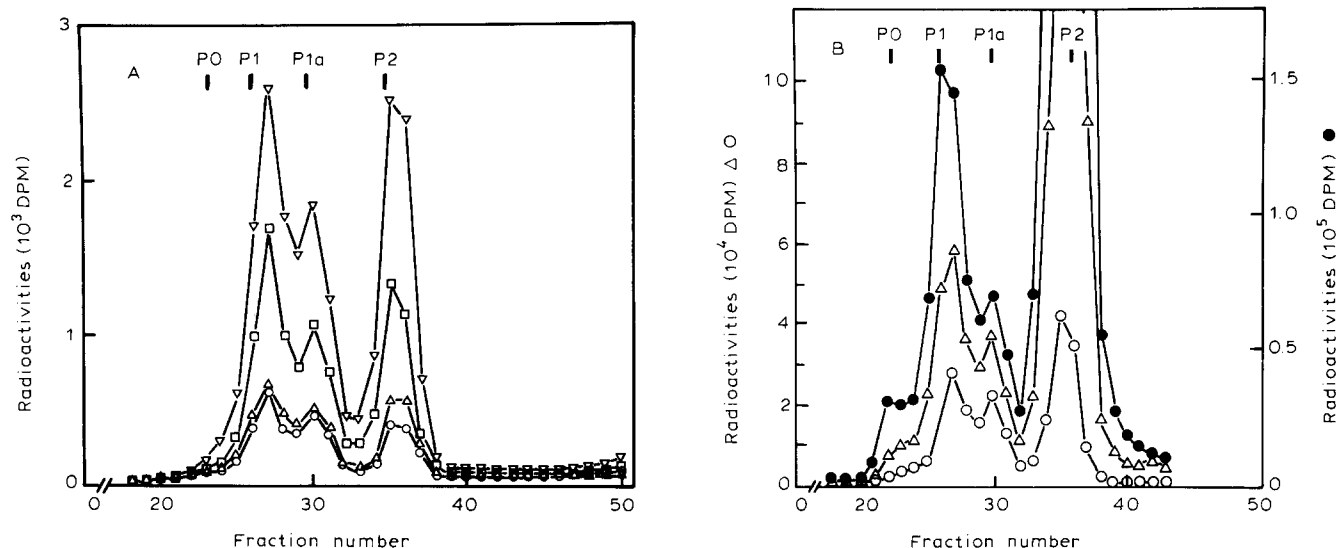 3
2
1
0
A
PO
P1
P1a
P2
Radioactivities (10³ DPM)
0
20
30
40
50
Fraction number
B
PO
P1
P1a
P2
10
8
6
4
2
0
Radioactivities (10⁴ DPM) △ O
1.5
1.0
0.5
0
Radioactivities (10⁵ DPM) ●
0
20
30
40
50
Fraction number